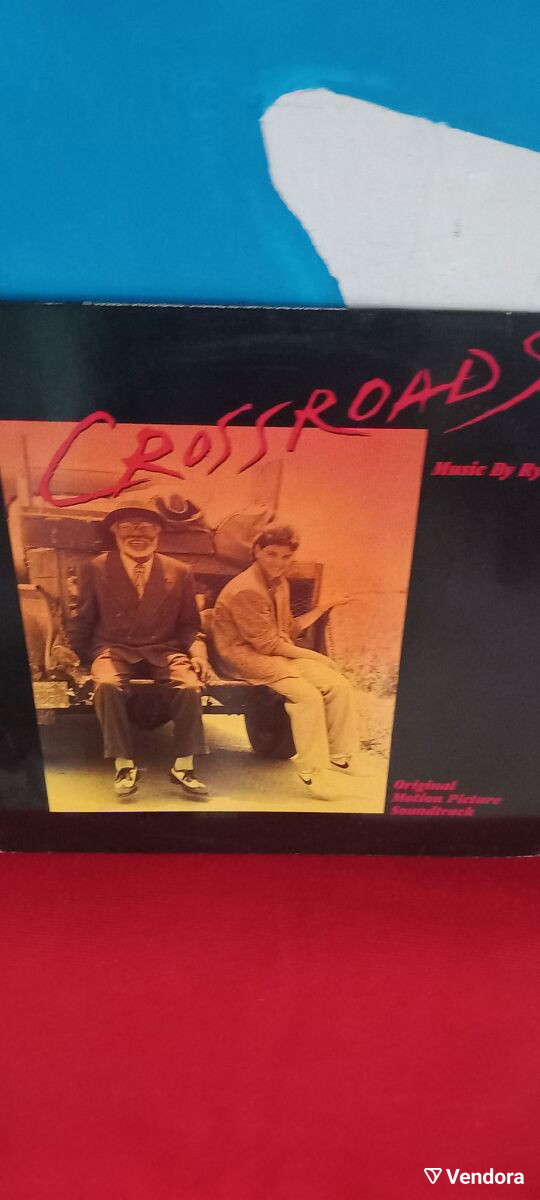 CROSSROADS
Music By Ry
Original
Motion Picture
Soundtrack
Vendora